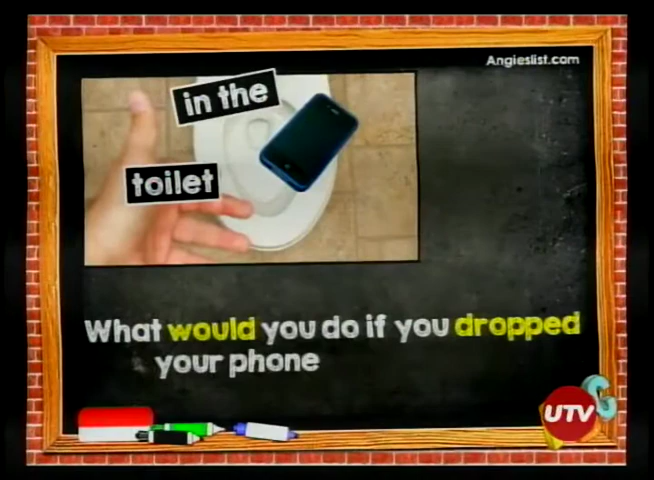 Angieslist.com
in the
toilet
What would you do if you dropped
your phone
UTV